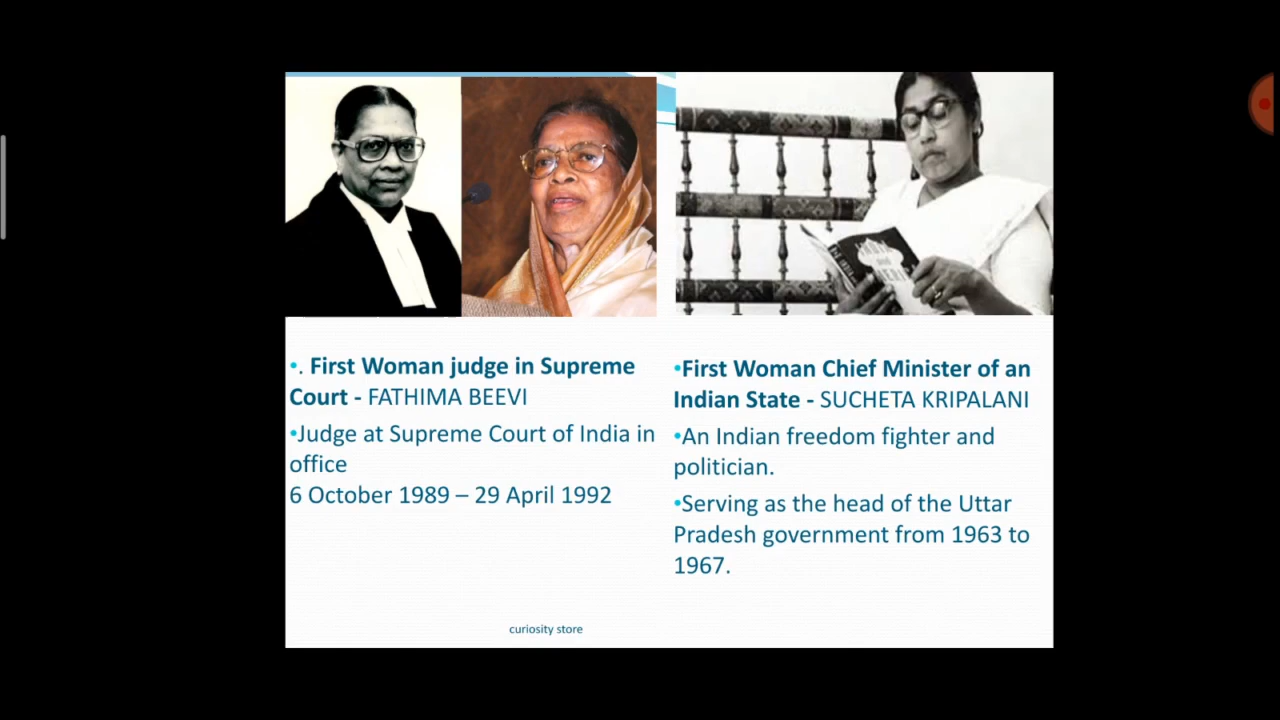 •. First Woman judge in Supreme
Court - FATHIMA BEEVI
•Judge at Supreme Court of India in
office
6 October 1989 – 29 April 1992
•First Woman Chief Minister of an
Indian State - SUCHETA KRIPALANI
•An Indian freedom fighter and
politician.
•Serving as the head of the Uttar
Pradesh government from 1963 to
1967.
curiosity store